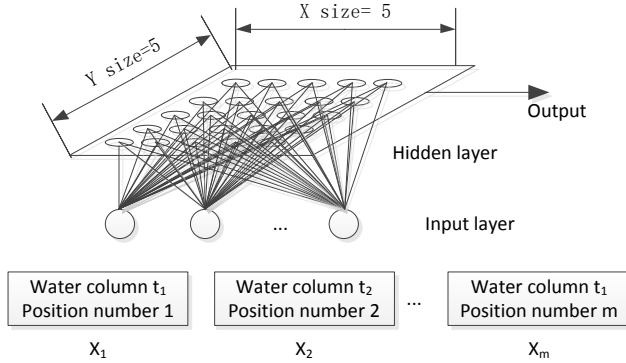 X size= 5
Y size=5
Output
Hidden layer
Input layer
...
Water column t₁
Position number 1
Water column t₂
Position number 2
...
Water column t₁
Position number m
X₁
X₂
Xₘ